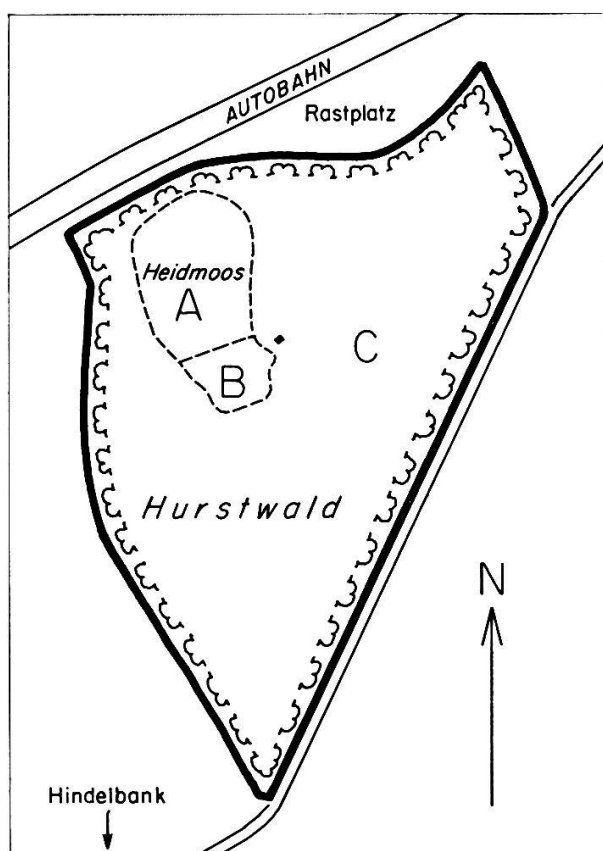 AUTOBAHN
Rastplatz
Heidmoos
A
B
C
Hurstwald
N
Hindelbank